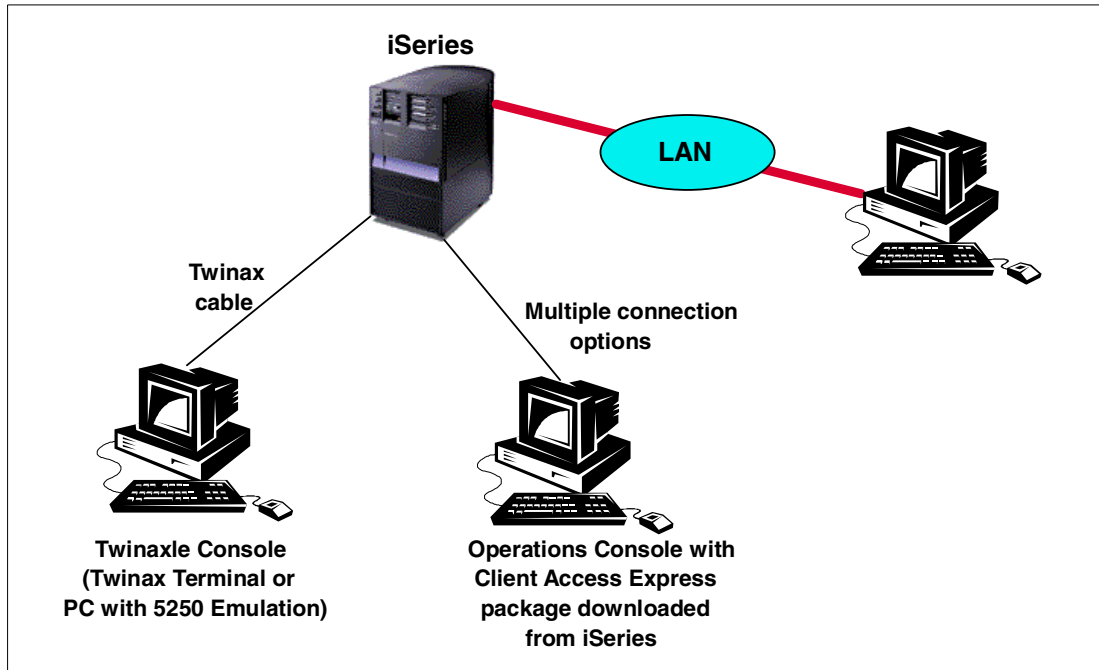 iSeries
LAN
Twinax
cable
Multiple connection
options
Twinaxle Console
(Twinax Terminal or
PC with 5250 Emulation)
Operations Console with
Client Access Express
package downloaded
from iSeries